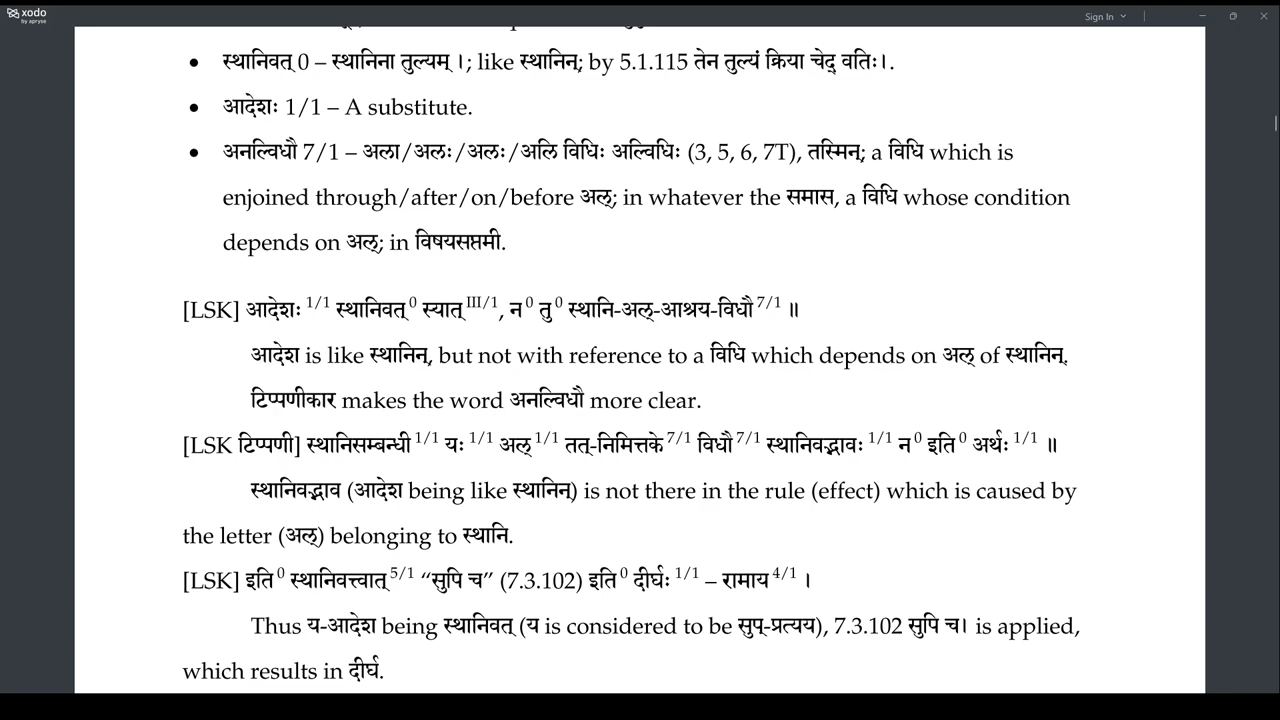 xodo
by apryse
Sign In
• स्थानिवत् 0 – स्थानिना तुल्यम् ।; like स्थानिन्; by 5.1.115 तेन तुल्यं क्रिया चेद् वतिः।.
• आदेशः 1/1 – A substitute.
• अनल्विधौ 7/1 – अला/अलः/अलः/अलि विधिः अल्विधिः (3, 5, 6, 7T), तस्मिन्; a विधि which is
enjoined through/after/on/before अल्; in whatever the समास, a विधि whose condition
depends on अल्; in विषयसप्तमी.
[LSK] आदेशः 1/1 स्थानिवत् 0 स्यात् III/1, न 0 तु 0 स्थानि-अल्-आश्रय-विधौ 7/1 ॥
आदेश is like स्थानिन्, but not with reference to a विधि which depends on अल् of स्थानिन्.
टिप्पणीकार makes the word अनल्विधौ more clear.
[LSK टिप्पणी] स्थानिसम्बन्धी 1/1 यः 1/1 अल् 1/1 तत्-निमित्तके 7/1 विधौ 7/1 स्थानिवद्भावः 1/1 न 0 इति 0 अर्थः 1/1 ॥
स्थानिवद्भाव (आदेश being like स्थानिन्) is not there in the rule (effect) which is caused by
the letter (अल्) belonging to स्थानि.
[LSK] इति 0 स्थानिवत्त्वात् 5/1 “सुपि च” (7.3.102) इति 0 दीर्घः 1/1 – रामाय 4/1 ।
Thus य-आदेश being स्थानिवत् (य is considered to be सुप्-प्रत्यय), 7.3.102 सुपि च। is applied,
which results in दीर्घ.